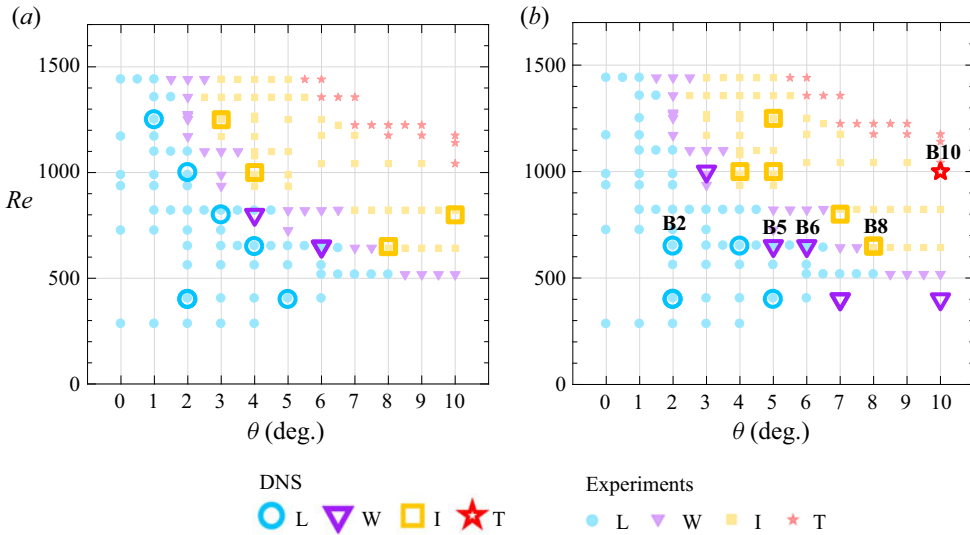 (a)
(b)
1500
1000
500
0
Re
0 1 2 3 4 5 6 7 8 9 10
θ (deg.)
1500
1000
500
0
B10
B2 B5 B6 B8
0 1 2 3 4 5 6 7 8 9 10
θ (deg.)
DNS
L W I T
Experiments
L W I T